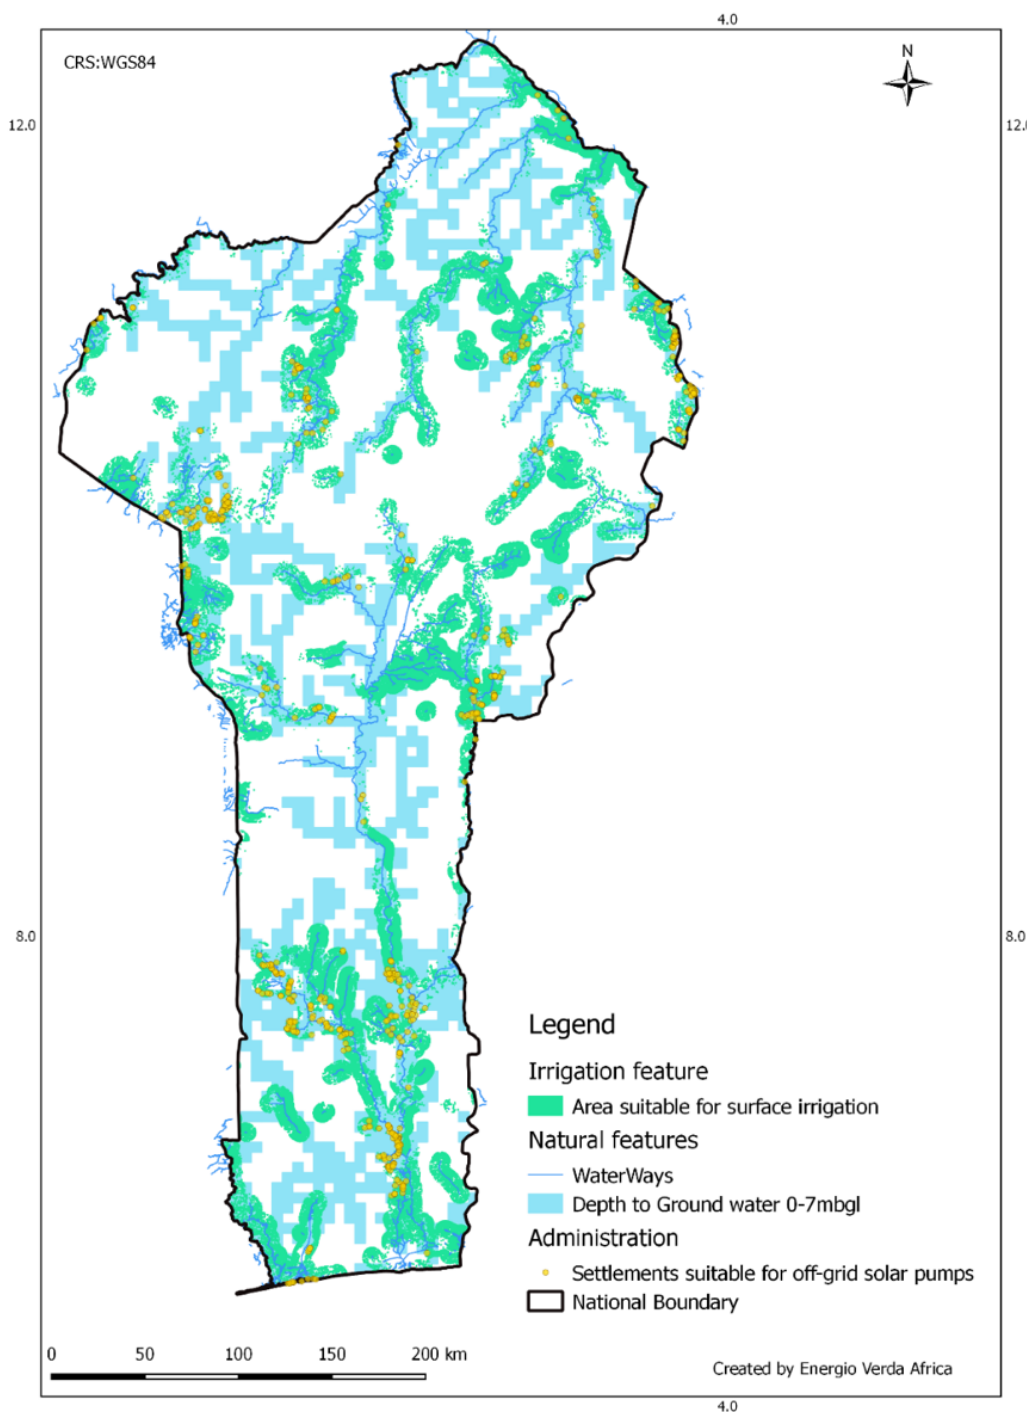 4.0
CRS:WGS84
N
12.0
12.0
8.0
8.0
Legend
Irrigation feature
Area suitable for surface irrigation
Natural features
WaterWays
Depth to Ground water 0-7mbgl
Administration
Settlements suitable for off-grid solar pumps
National Boundary
0 50 100 150 200 km
Created by Energio Verda Africa
4.0